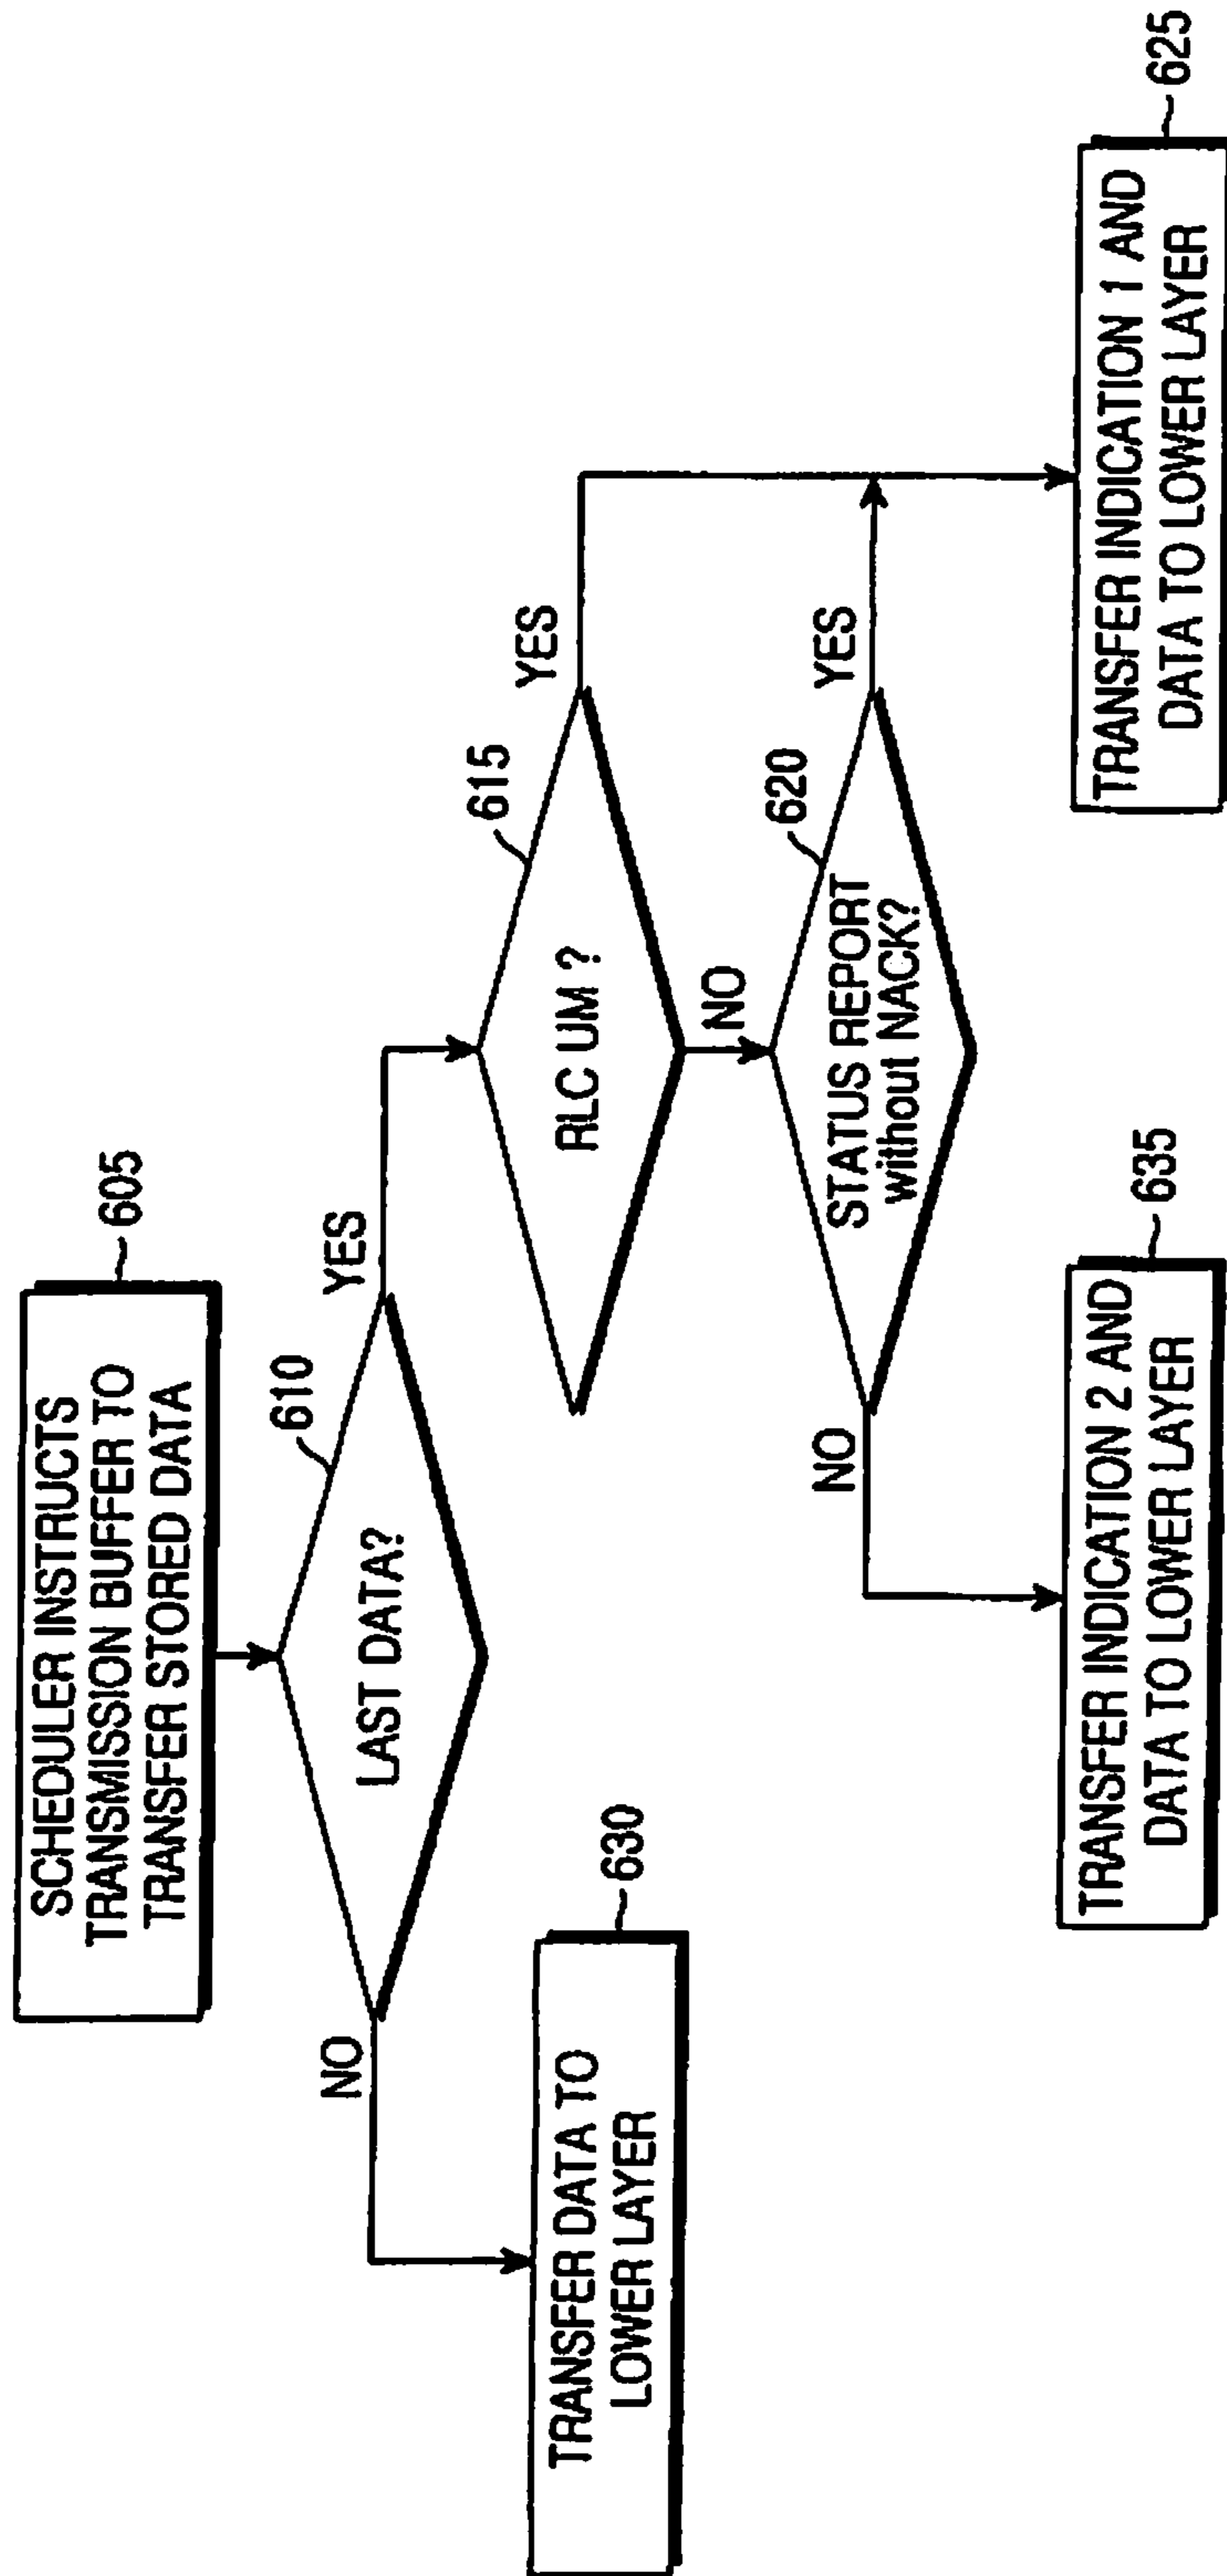 SCHEDULER INSTRUCTS
TRANSMISSION BUFFER TO
TRANSFER STORED DATA
605
LAST DATA?
610
NO
YES
TRANSFER DATA TO
LOWER LAYER
630
RLC UM ?
615
YES
NO
STATUS REPORT
without NACK?
620
NO
YES
TRANSFER INDICATION 2 AND
DATA TO LOWER LAYER
635
TRANSFER INDICATION 1 AND
DATA TO LOWER LAYER
625